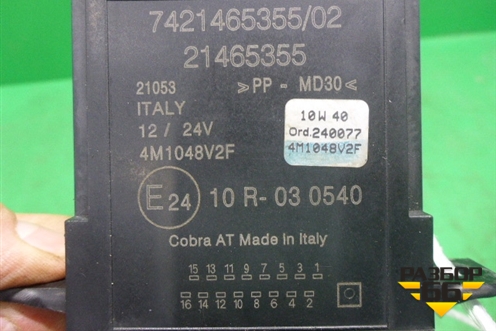 7421465355/02
21465355
21053 >PP - MD30<
ITALY
12 / 24V
4M1048V2F
10W 40
Ord.240077
4M1048V2F
E24 10 R- 03 0540
Cobra AT Made in Italy
15 13 11 9 7 5 3 1
16 14 12 10 8 6 4 2
РАЗБОР
66